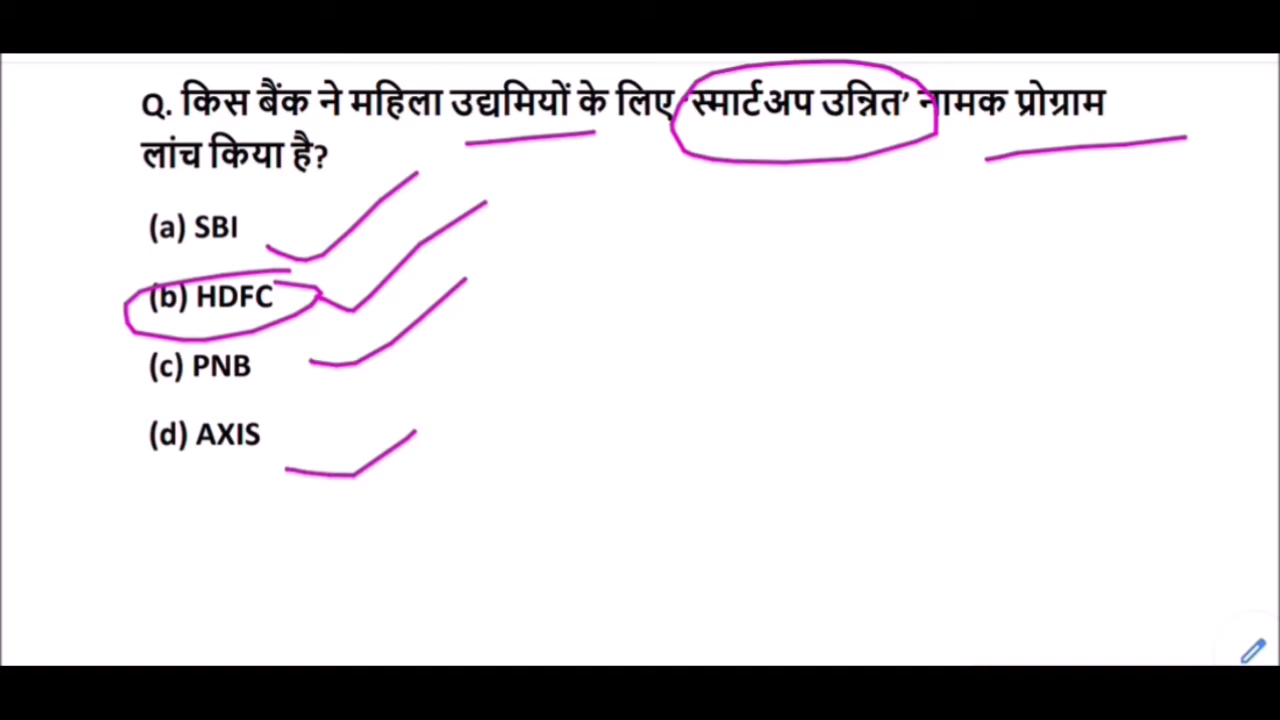 Q. किस बैंक ने महिला उद्यमियों के लिए ‘स्मार्टअप उन्नित’ नामक प्रोग्राम
लांच किया है?
(a) SBI
(b) HDFC
(c) PNB
(d) AXIS